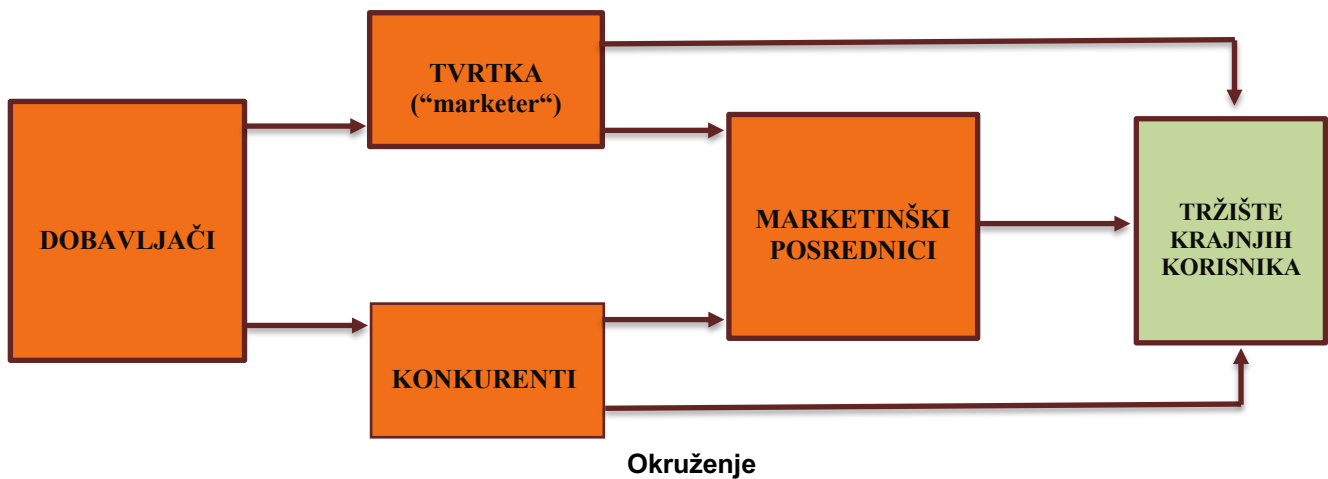 TVRTKA
(“marketer“)
DOBAVLJAČI
MARKETINŠKI
POSREDNICI
TRŽIŠTE
KRAJNJIH
KORISNIKA
KONKURENTI
Okruženje